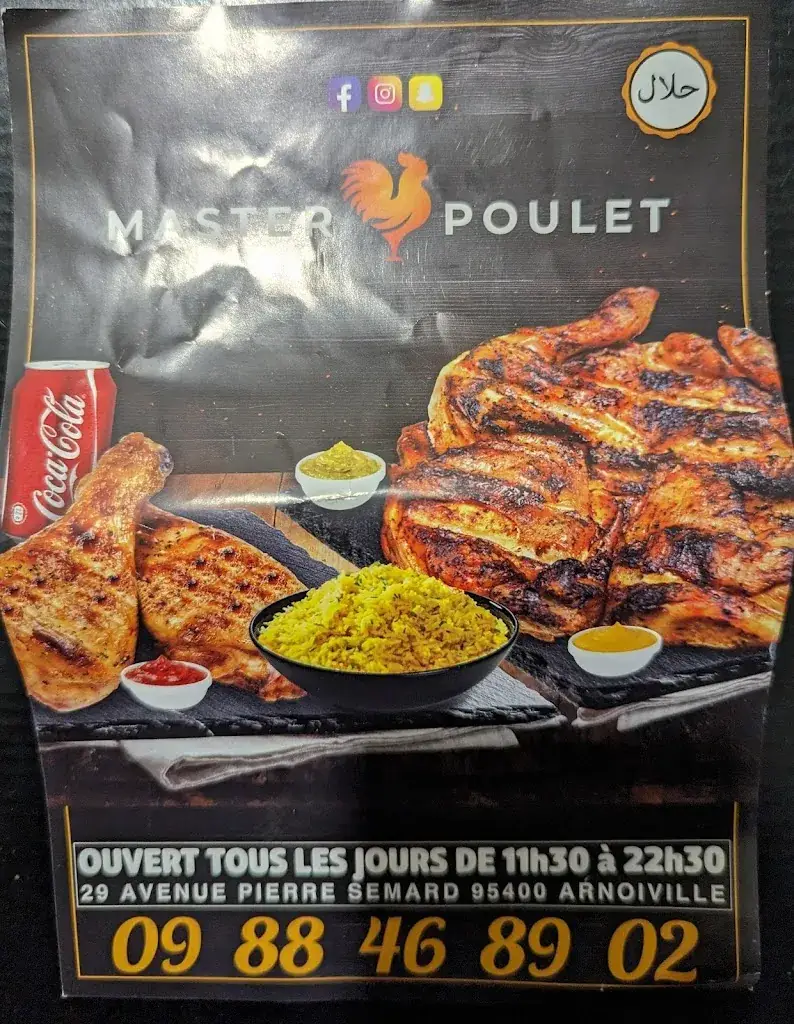 حلال
MASTER POULET
Coca-Cola
OUVERT TOUS LES JOURS DE 11h30 à 22h30
29 AVENUE PIERRE SEMARD 95400 ARNOIVILLE
09 88 46 89 02